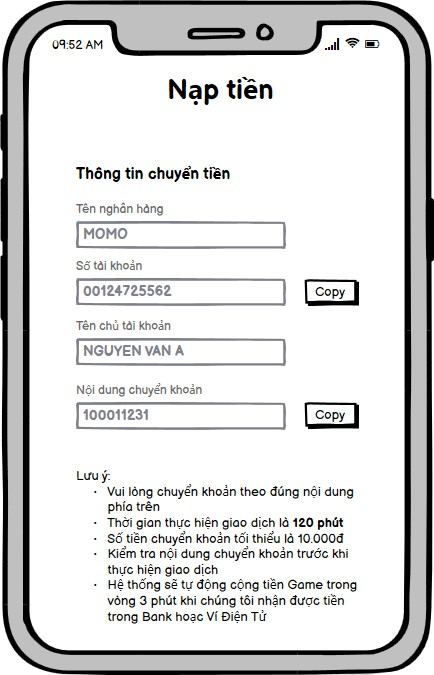 09:52 AM
Nạp tiền
Thông tin chuyển tiền
Tên nghân hàng
MOMO
Số tài khoản
00124725562
Copy
Tên chủ tài khoản
NGUYEN VAN A
Nội dung chuyển khoản
100011231
Copy
Lưu ý:
• Vui lòng chuyển khoản theo đúng nội dung
phía trên
• Thời gian thực hiện giao dịch là 120 phút
• Số tiền chuyển khoản tối thiểu là 10.000đ
• Kiểm tra nội dung chuyển khoản trước khi
thực hiện giao dịch
• Hệ thống sẽ tự động cộng tiền Game trong
vòng 3 phút khi chúng tôi nhận được tiền
trong Bank hoạc Ví Điện Tử